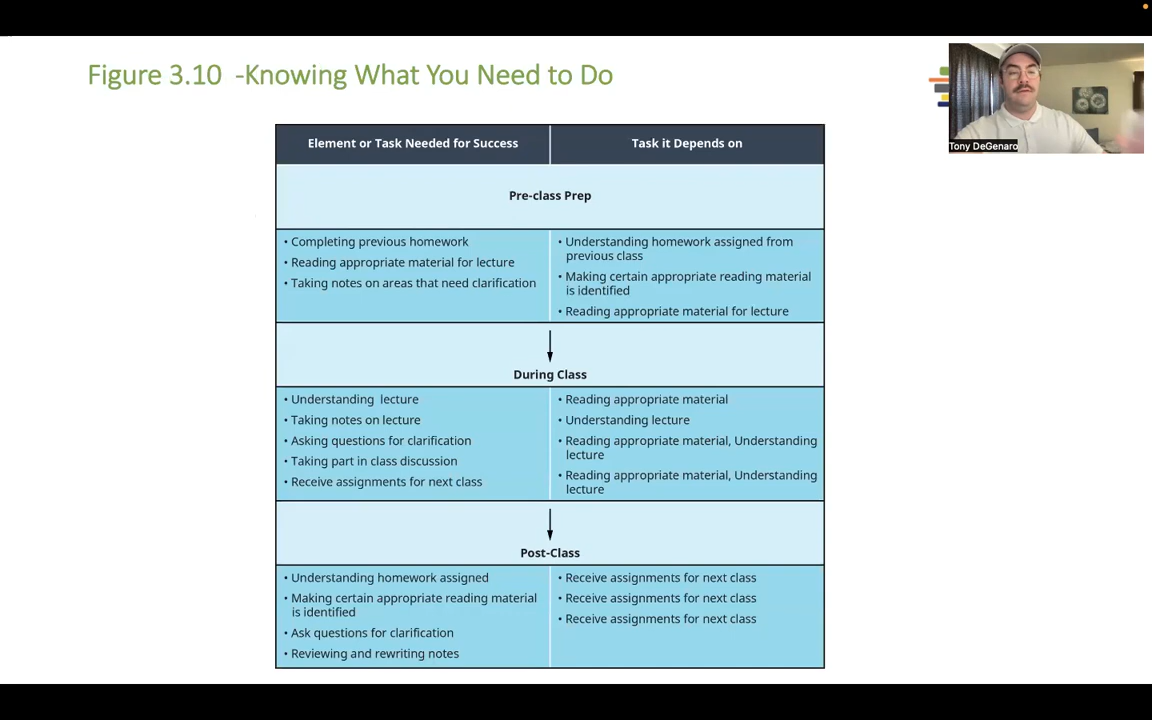 Figure 3.10 -Knowing What You Need to Do
Tony DeGenaro
Element or Task Needed for Success
Task it Depends on
Pre-class Prep
• Completing previous homework
• Reading appropriate material for lecture
• Taking notes on areas that need clarification
• Understanding homework assigned from
previous class
• Making certain appropriate reading material
is identified
• Reading appropriate material for lecture
During Class
• Understanding lecture
• Taking notes on lecture
• Asking questions for clarification
• Taking part in class discussion
• Receive assignments for next class
• Reading appropriate material
• Understanding lecture
• Reading appropriate material, Understanding
lecture
• Reading appropriate material, Understanding
lecture
Post-Class
• Understanding homework assigned
• Making certain appropriate reading material
is identified
• Ask questions for clarification
• Reviewing and rewriting notes
• Receive assignments for next class
• Receive assignments for next class
• Receive assignments for next class